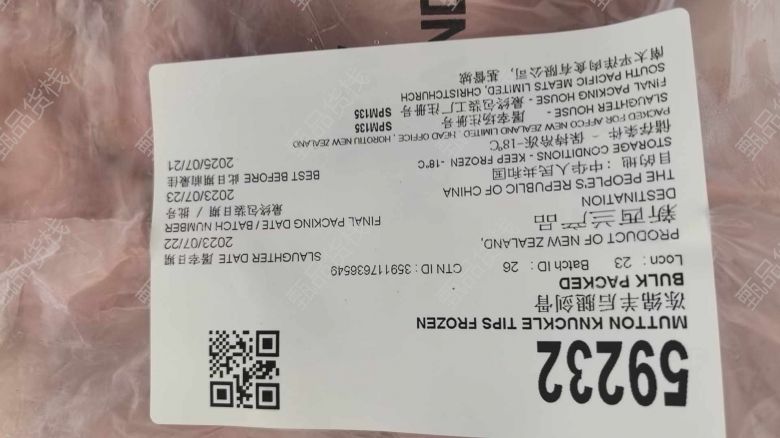 59232
MUTTON KNUCKLE TIPS FROZEN
冻绵羊后腿剑骨
BULK PACKED
Locn : 23 Batch ID : 26 CTN ID : 359117636549
PRODUCT OF NEW ZEALAND,
新西兰产品
DESTINATION
THE PEOPLE'S REPUBLIC OF CHINA
目的地：中华人民共和国
SLAUGHTER DATE 屠宰日期
2023/07/22
FINAL PACKING DATE / BATCH NUMBER
最终包装日期 / 批号
2023/07/23
BEST BEFORE 此日期前最佳
2025/07/21
STORAGE CONDITIONS - KEEP FROZEN -18°C
储存条件 - 保持冷冻-18°C
PACKED FOR AFFCO NEW ZEALAND LIMITED , HEAD OFFICE , HOROTIU NEW ZEALAND
SLAUGHTER HOUSE - 屠宰场注册号 SPM135
FINAL PACKING HOUSE - 最终包装工厂注册号 SPM135
SOUTH PACIFIC MEATS LIMITED, CHRISTCHURCH
南太平洋肉食有限公司，基督城
甄品货栈